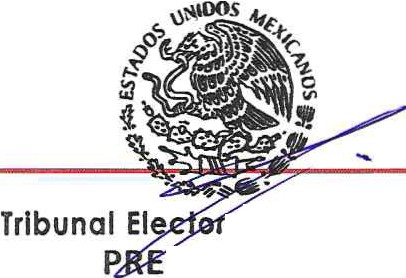 ESTADOS UNIDOS MEXICANOS
Tribunal Elector
PRE